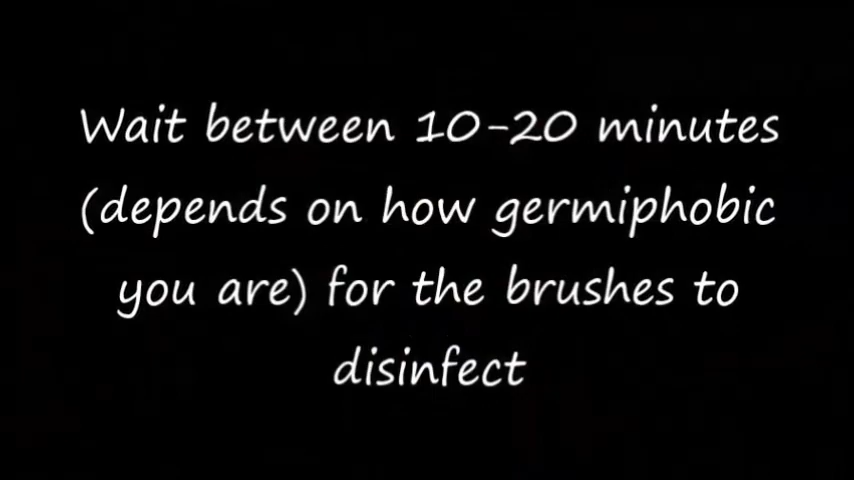 Wait between 10-20 minutes
(depends on how germiphobic
you are) for the brushes to
disinfect